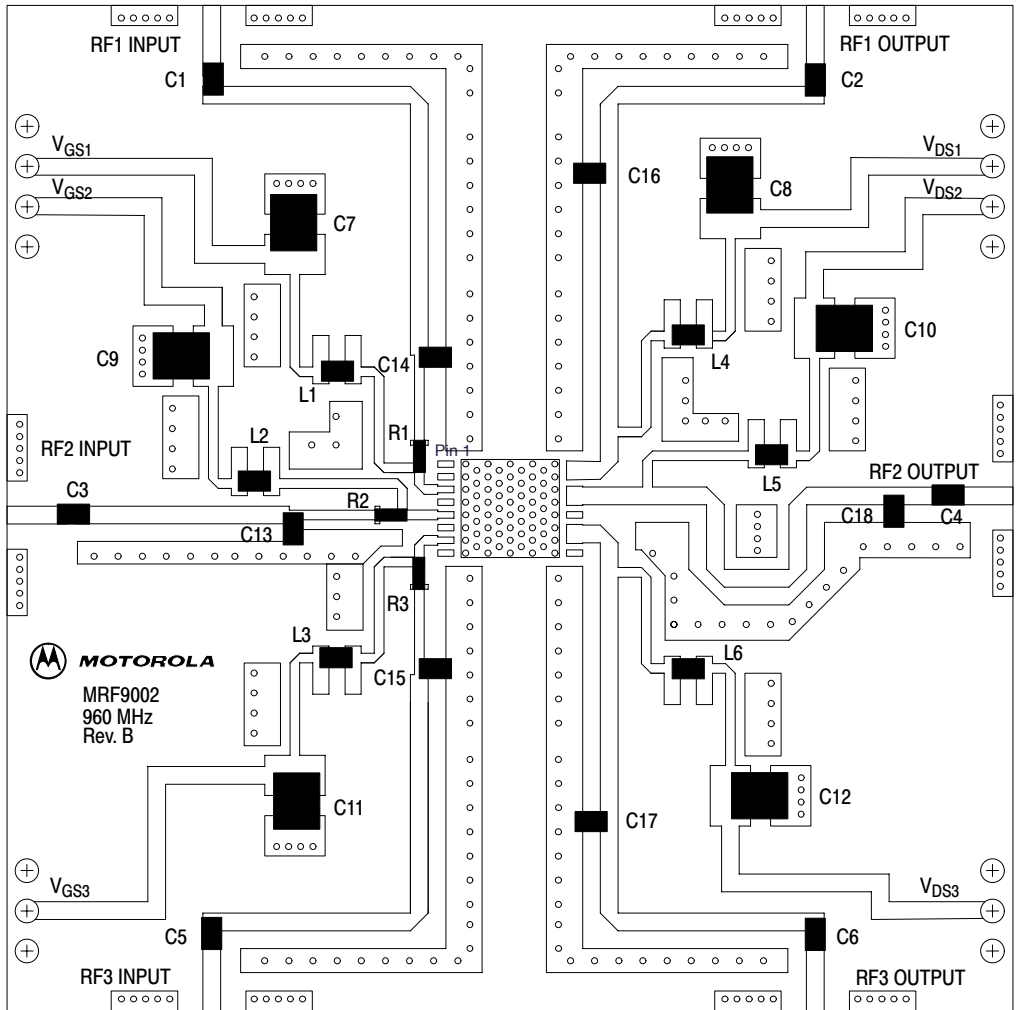 RF1 INPUT
RF1 OUTPUT
C1
C2
VGS1
VDS1
C16
C8
VGS2
VDS2
C7
C10
C9
C14
L4
L1
R1
Pin 1
RF2 INPUT
L2
RF2 OUTPUT
L5
C3
R2
C18
C4
C13
R3
L3
L6
C15
MOTOROLA
MRF9002
960 MHz
Rev. B
C11
C12
C17
VGS3
VDS3
C5
C6
RF3 INPUT
RF3 OUTPUT